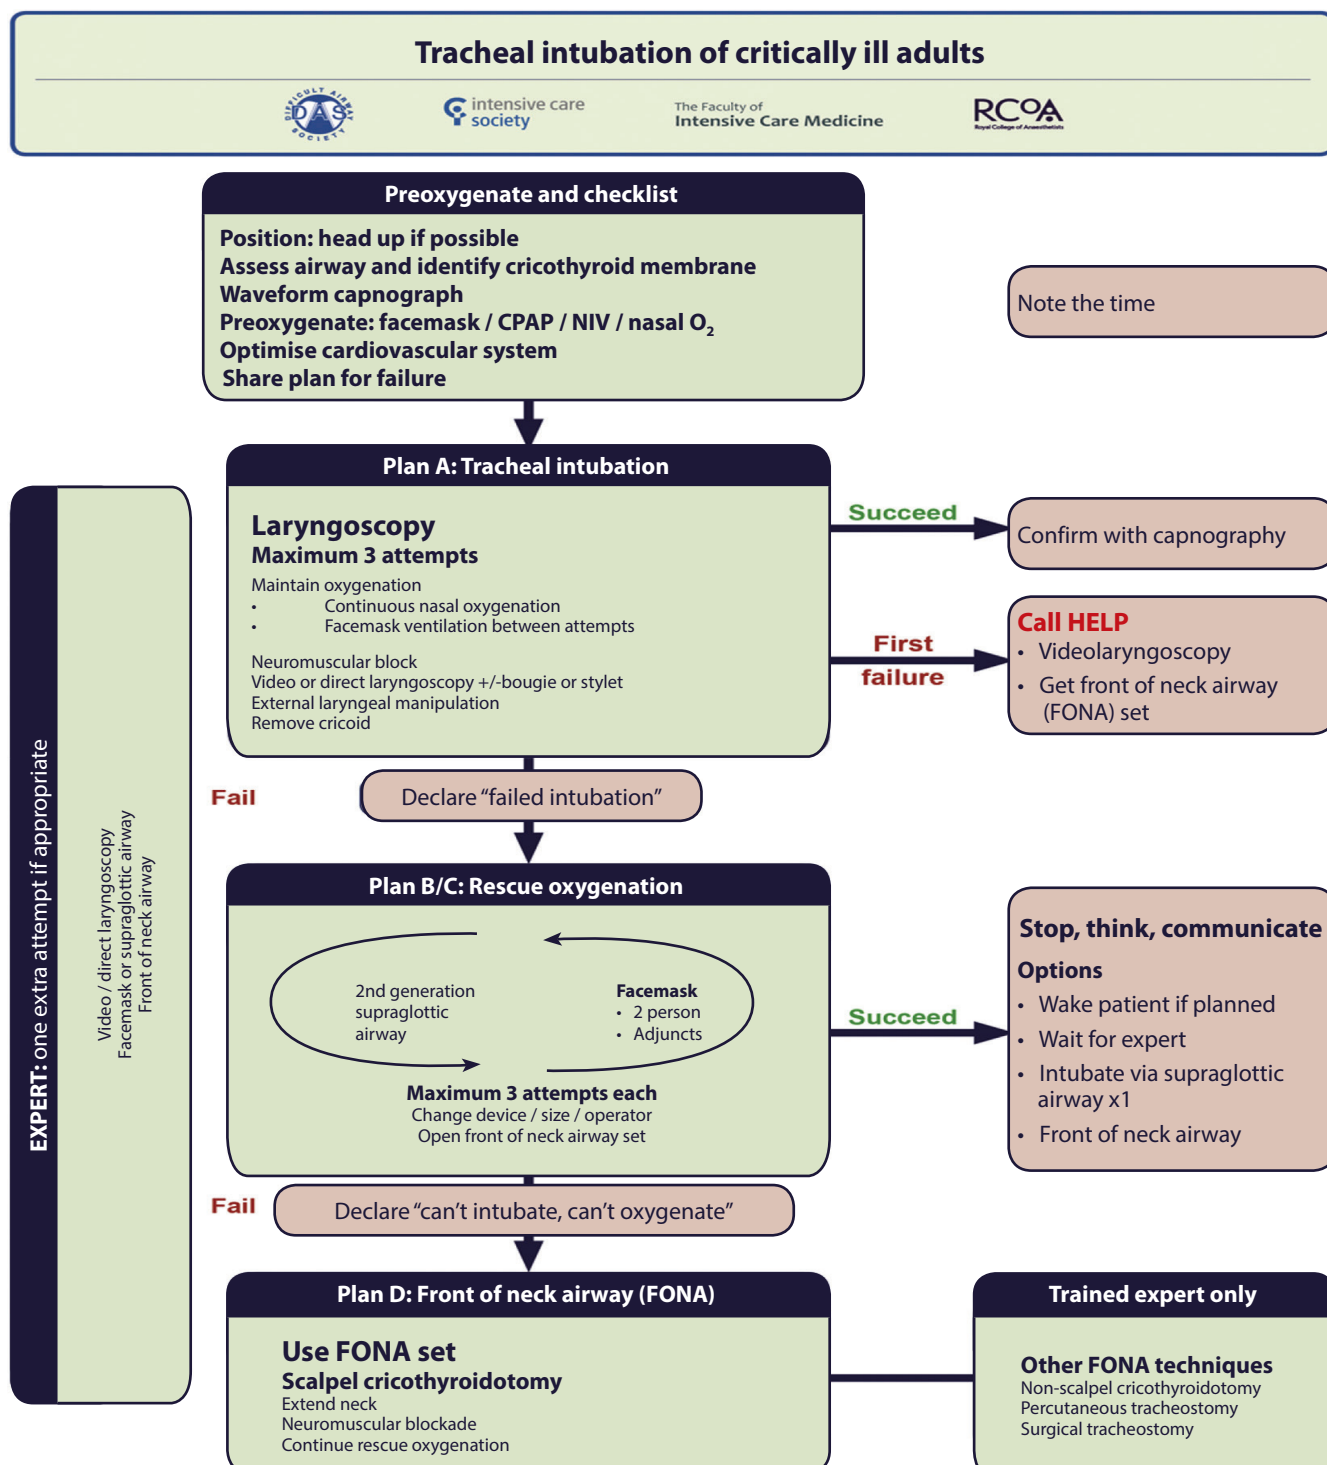 Tracheal intubation of critically ill adults
DIFFICULT AIRWAY
DAS
SOCIETY
intensive care
society
The Faculty of
Intensive Care Medicine
RCOA
Royal College of Anaesthetists
Preoxygenate and checklist
Position: head up if possible
Assess airway and identify cricothyroid membrane
Waveform capnograph
Preoxygenate: facemask / CPAP / NIV / nasal O₂
Optimise cardiovascular system
Share plan for failure
Note the time
Plan A: Tracheal intubation
Laryngoscopy
Maximum 3 attempts
Maintain oxygenation
• Continuous nasal oxygenation
• Facemask ventilation between attempts
Neuromuscular block
Video or direct laryngoscopy +/-bougie or stylet
External laryngeal manipulation
Remove cricoid
Succeed
Confirm with capnography
First
failure
Call HELP
• Videolaryngoscopy
• Get front of neck airway
(FONA) set
Fail
Declare “failed intubation”
Plan B/C: Rescue oxygenation
2nd generation
supraglottic
airway
Facemask
• 2 person
• Adjuncts
Maximum 3 attempts each
Change device / size / operator
Open front of neck airway set
Succeed
Stop, think, communicate
Options
• Wake patient if planned
• Wait for expert
• Intubate via supraglottic
airway x1
• Front of neck airway
Fail
Declare “can’t intubate, can’t oxygenate”
Plan D: Front of neck airway (FONA)
Use FONA set
Scalpel cricothyroidotomy
Extend neck
Neuromuscular blockade
Continue rescue oxygenation
Trained expert only
Other FONA techniques
Non-scalpel cricothyroidotomy
Percutaneous tracheostomy
Surgical tracheostomy
EXPERT: one extra attempt if appropriate
Video / direct laryngoscopy
Facemask or supraglottic airway
Front of neck airway